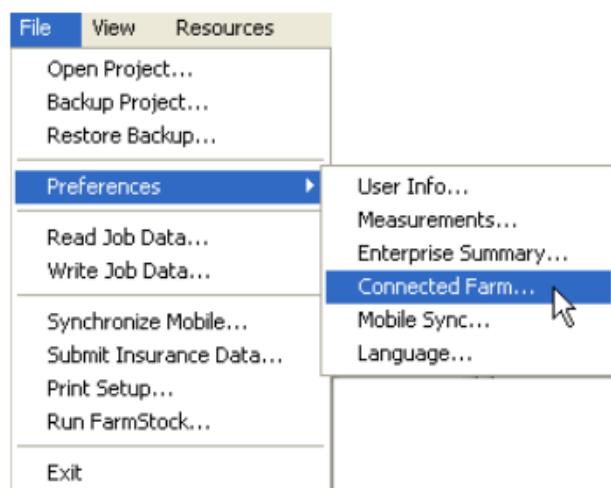 File View Resources
Open Project...
Backup Project...
Restore Backup...
Preferences
Read Job Data...
Write Job Data...
Synchronize Mobile...
Submit Insurance Data...
Print Setup...
Run FarmStock...
Exit
User Info...
Measurements...
Enterprise Summary...
Connected Farm...
Mobile Sync...
Language...